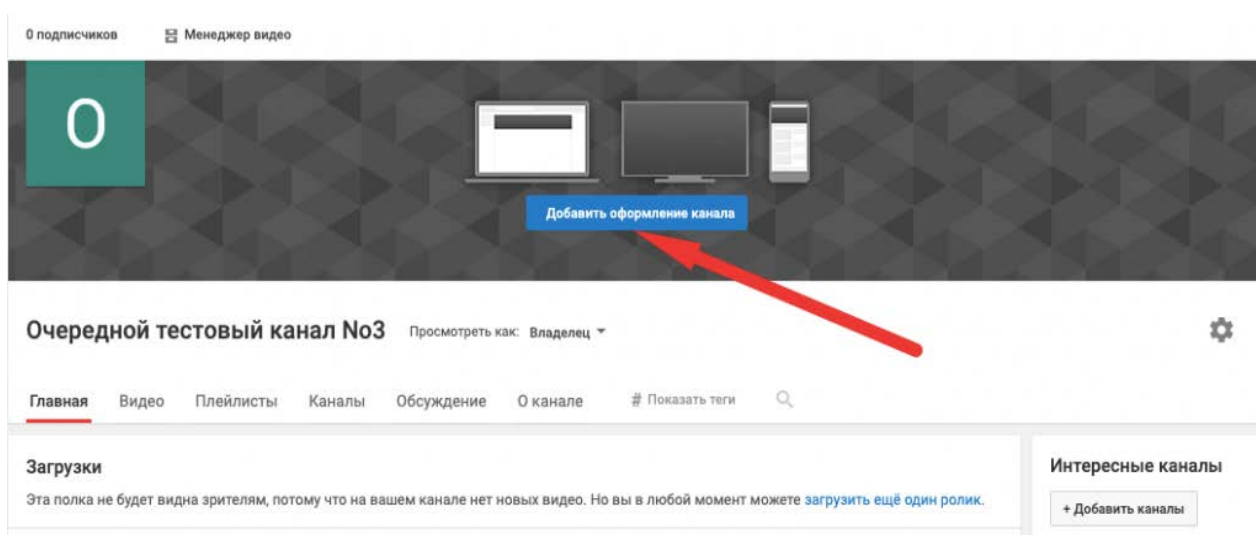 0 подписчиков Менеджер видео
О
Добавить оформление канала
Очередной тестовый канал No3 Просмотреть как: Владелец
Главная Видео Плейлисты Каналы Обсуждение О канале # Показать теги
Загрузки
Эта полка не будет видна зрителям, потому что на вашем канале нет новых видео. Но вы в любой момент можете загрузить ещё один ролик.
Интересные каналы
+ Добавить каналы